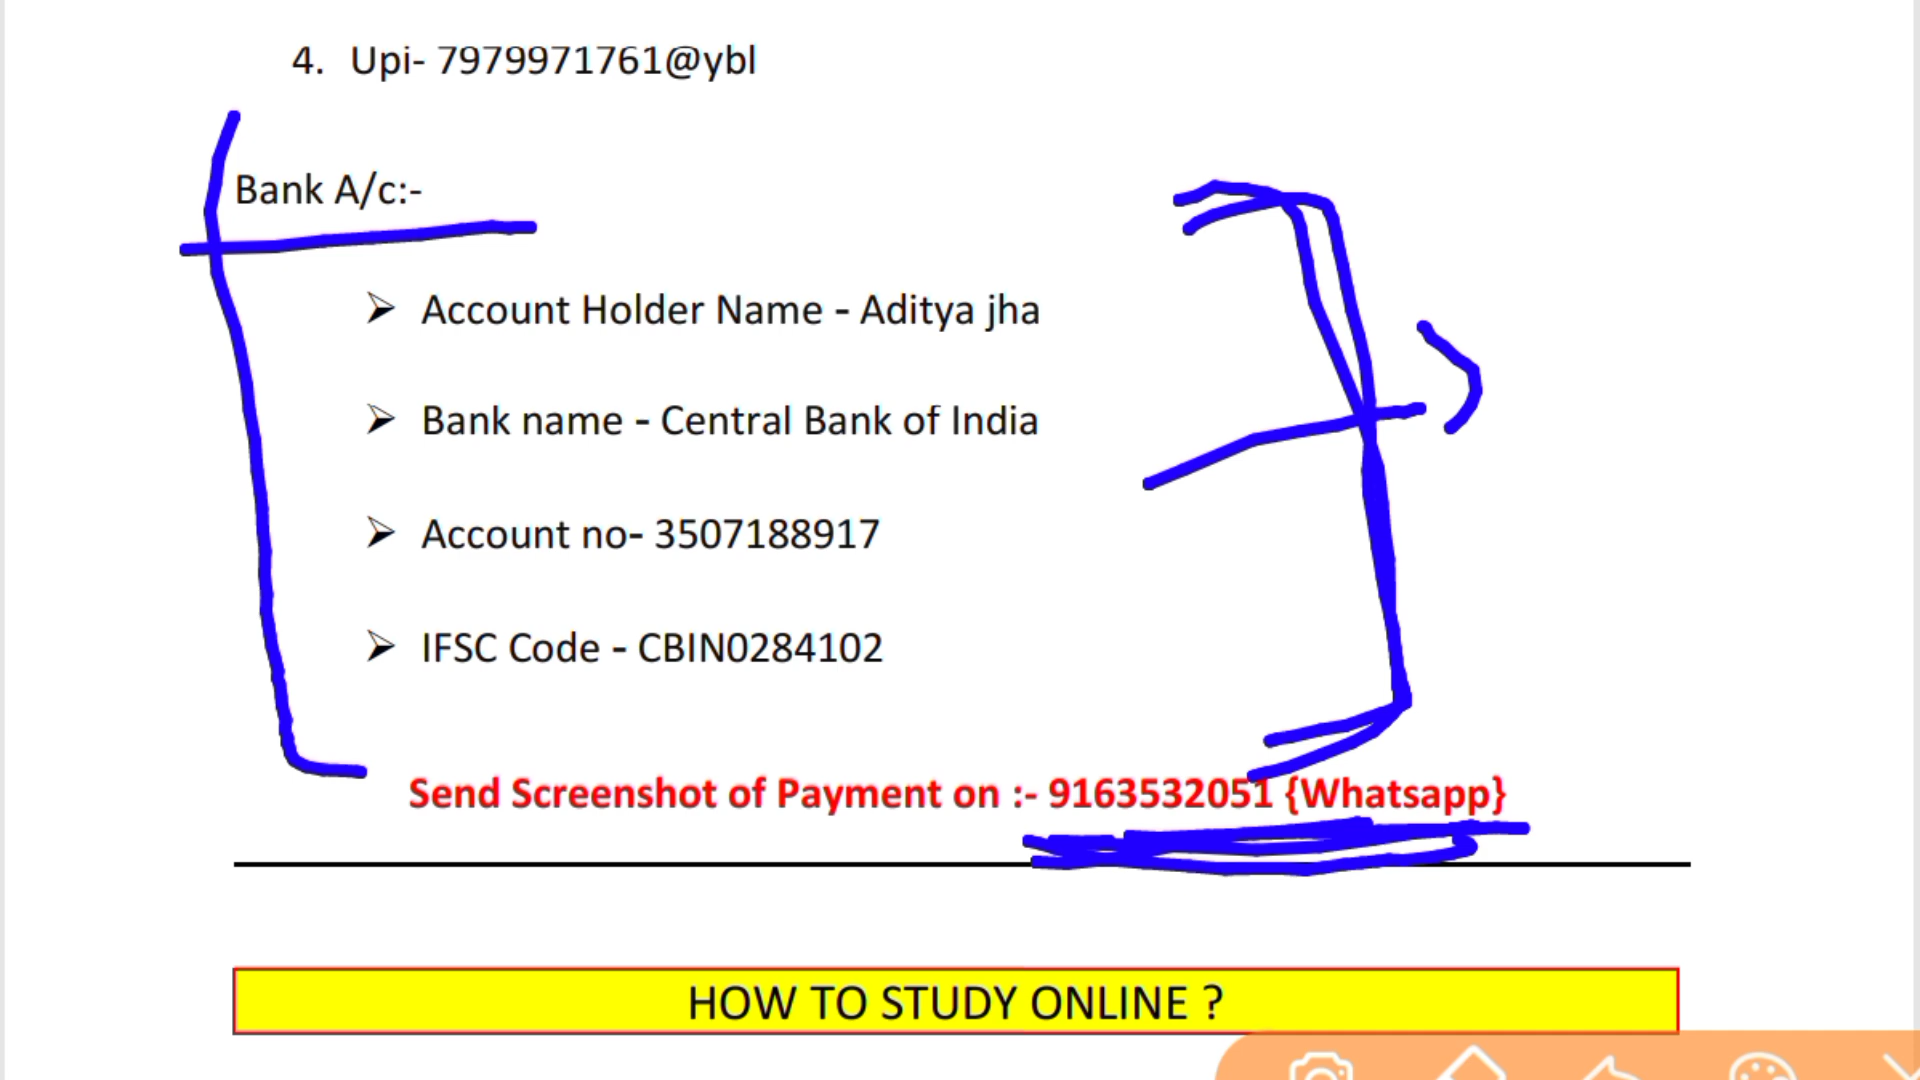 4. Upi- 7979971761@ybl
Bank A/c:-
➢ Account Holder Name - Aditya jha
➢ Bank name - Central Bank of India
➢ Account no- 3507188917
➢ IFSC Code - CBIN0284102
Send Screenshot of Payment on :- 9163532051 {Whatsapp}
HOW TO STUDY ONLINE ?